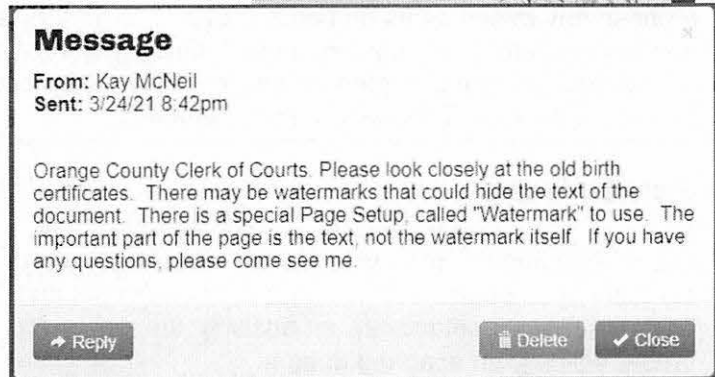 Message
From: Kay McNeil
Sent: 3/24/21 8:42pm
Orange County Clerk of Courts. Please look closely at the old birth
certificates. There may be watermarks that could hide the text of the
document. There is a special Page Setup, called "Watermark" to use. The
important part of the page is the text, not the watermark itself. If you have
any questions, please come see me.
Reply
Delete
Close